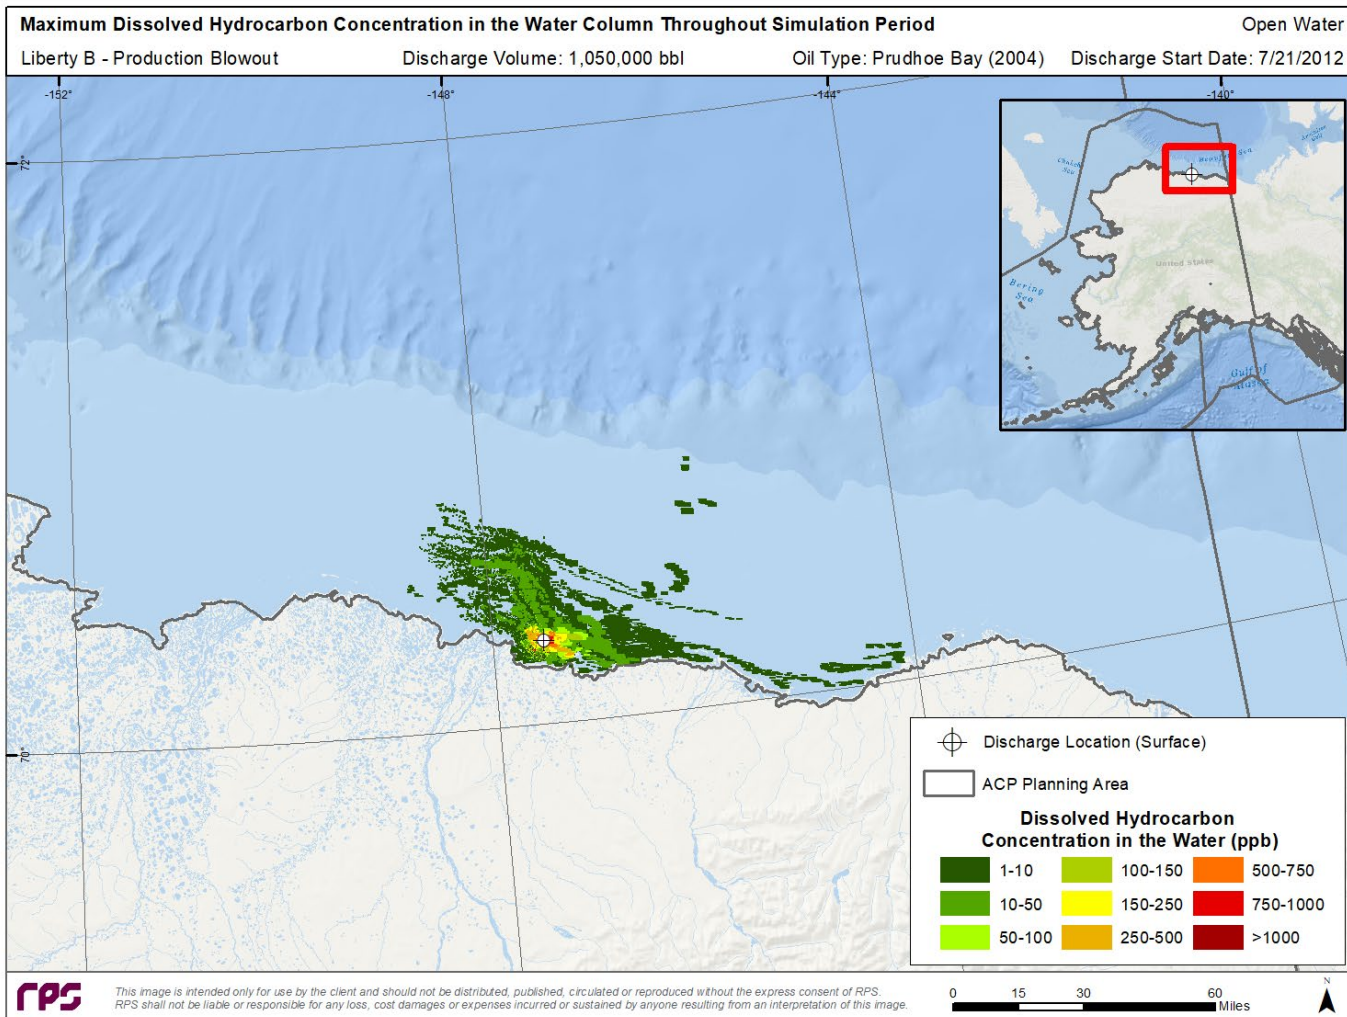 Maximum Dissolved Hydrocarbon Concentration in the Water Column Throughout Simulation Period
Open Water
Liberty B - Production Blowout
Discharge Volume: 1,050,000 bbl
Oil Type: Prudhoe Bay (2004)
Discharge Start Date: 7/21/2012
-152°
-148°
-144°
-140°
72°
70°
Chukchi
Sea
Beaufort Sea
United States
Bering
Sea
Gulf of
Alaska
Discharge Location (Surface)
ACP Planning Area
Dissolved Hydrocarbon
Concentration in the Water (ppb)
1-10
100-150
500-750
10-50
150-250
750-1000
50-100
250-500
>1000
rps
This image is intended only for use by the client and should not be distributed, published, circulated or reproduced without the express consent of RPS.
RPS shall not be liable or responsible for any loss, cost damages or expenses incurred or sustained by anyone resulting from an interpretation of this image.
0 15 30 60
Miles
N